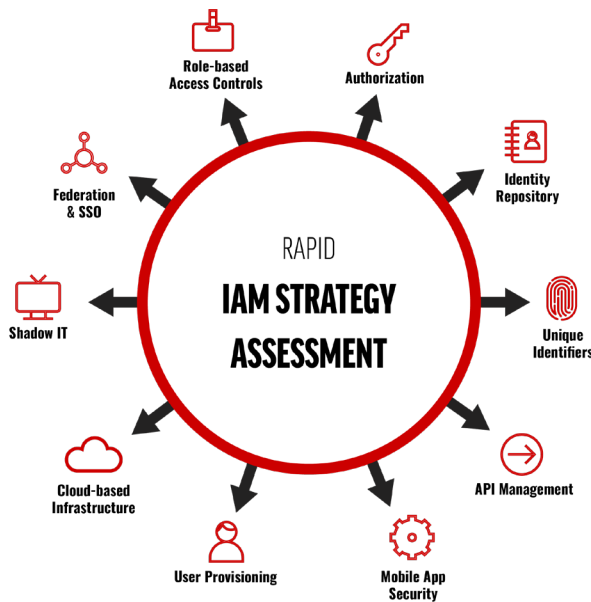 Role-based
Access Controls
Authorization
Federation
& SSO
Identity
Repository
RAPID
IAM STRATEGY
ASSESSMENT
Shadow IT
Unique
Identifiers
Cloud-based
Infrastructure
API Management
User Provisioning
Mobile App
Security